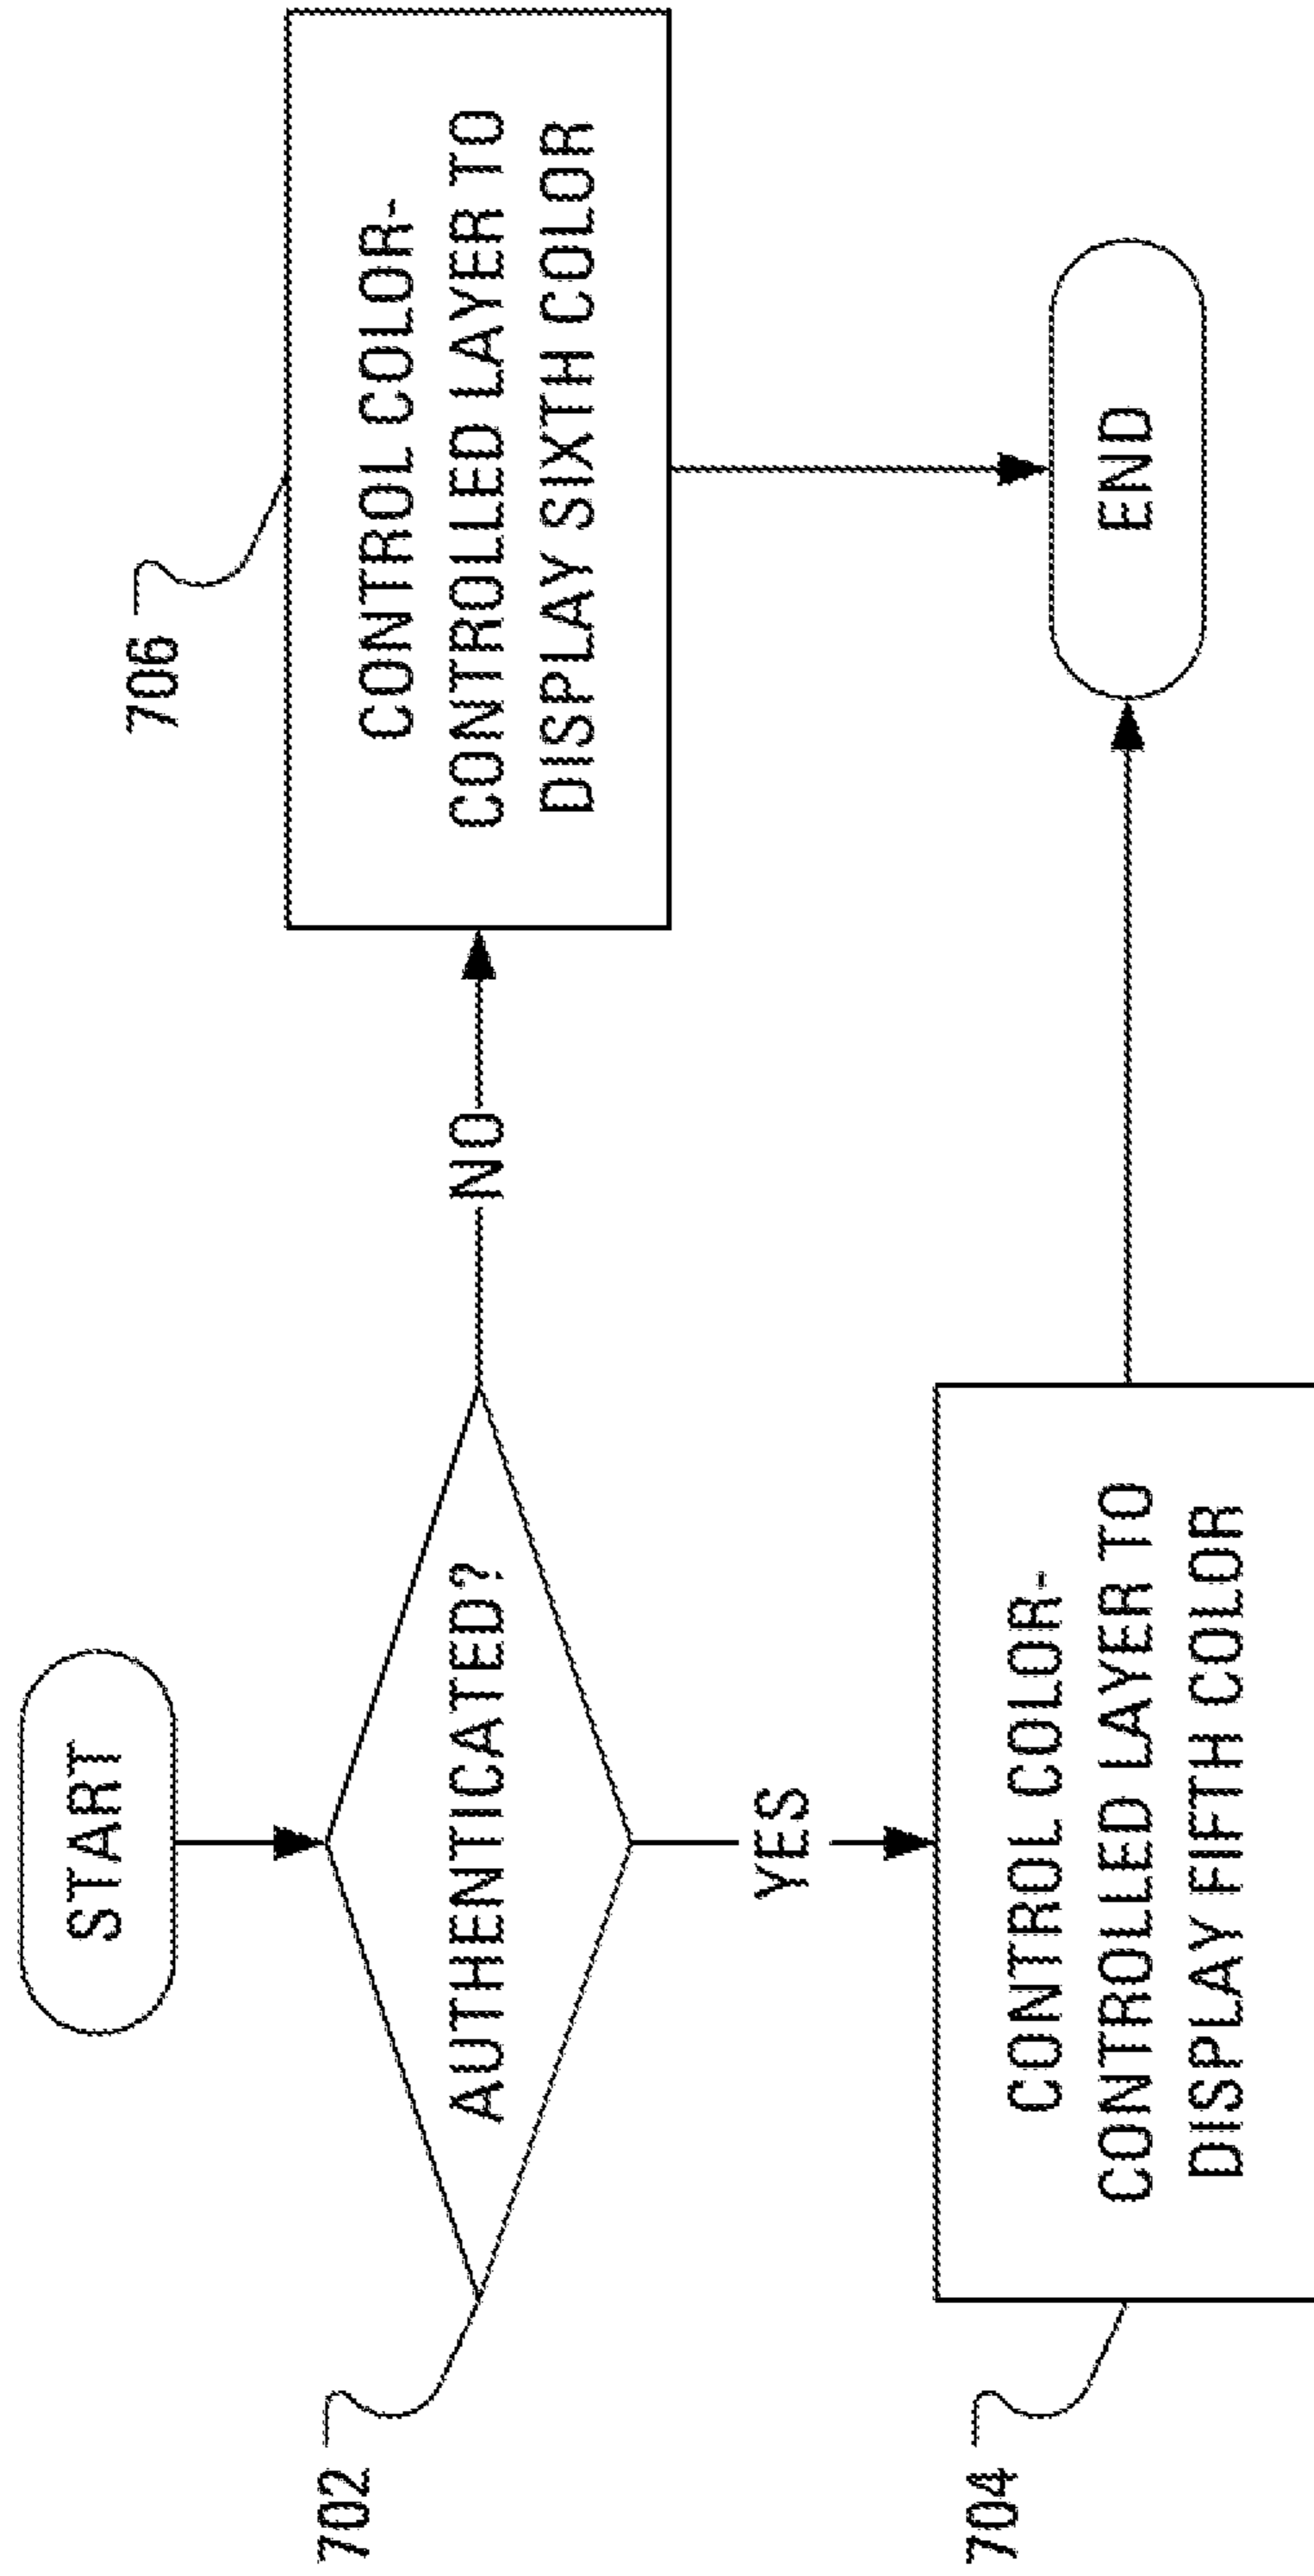 START
702
AUTHENTICATED?
NO
706
CONTROL COLOR-
CONTROLLED LAYER TO
DISPLAY SIXTH COLOR
YES
704
CONTROL COLOR-
CONTROLLED LAYER TO
DISPLAY FIFTH COLOR
END